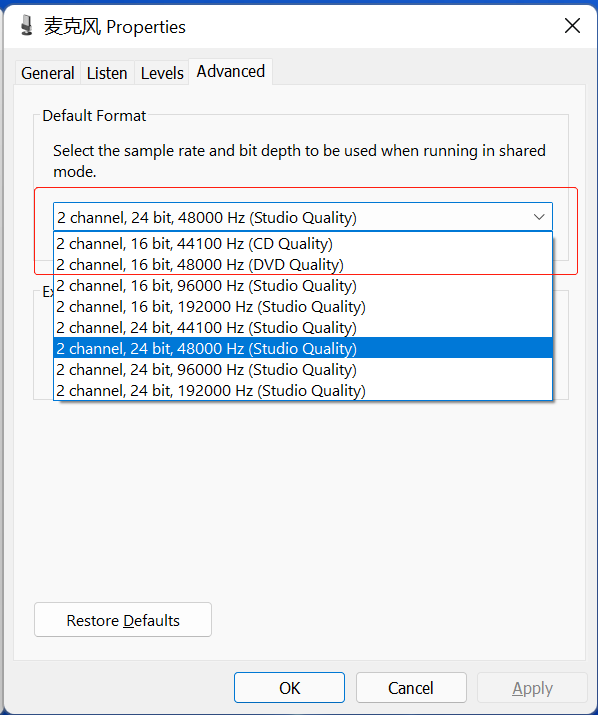 麦克风 Properties
General Listen Levels Advanced
Default Format
Select the sample rate and bit depth to be used when running in shared
mode.
2 channel, 24 bit, 48000 Hz (Studio Quality)
2 channel, 16 bit, 44100 Hz (CD Quality)
2 channel, 16 bit, 48000 Hz (DVD Quality)
2 channel, 16 bit, 96000 Hz (Studio Quality)
2 channel, 16 bit, 192000 Hz (Studio Quality)
2 channel, 24 bit, 44100 Hz (Studio Quality)
2 channel, 24 bit, 48000 Hz (Studio Quality)
2 channel, 24 bit, 96000 Hz (Studio Quality)
2 channel, 24 bit, 192000 Hz (Studio Quality)
Restore Defaults
OK Cancel Apply